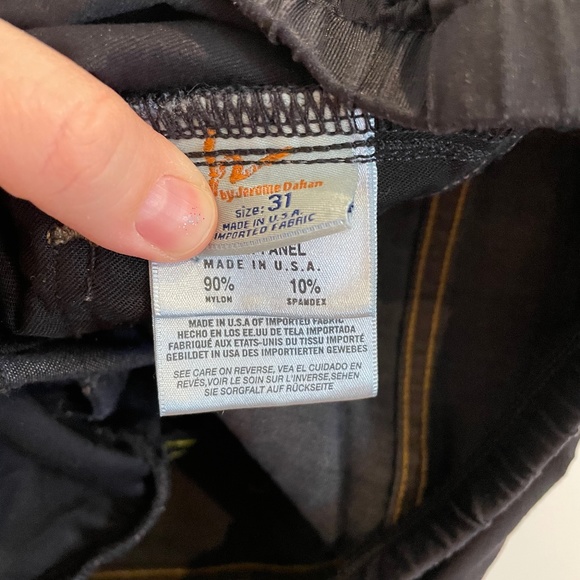 by Jerome Dahan
Size: 31
MADE IN U.S.A.
IMPORTED FABRIC
PANEL
MADE IN U.S.A.
90% 10%
NYLON SPANDEX
MADE IN U.S.A OF IMPORTED FABRIC
HECHO EN LOS EE.UU DE TELA IMPORTADA
FABRIQUÉ AUX ETATS-UNIS DU TISSU IMPORTÉ
GEBILDET IN USA DES IMPORTIERTEN GEWEBES
SEE CARE ON REVERSE, VEA EL CUIDADO EN
REVÉS,VOIR LE SOIN SUR L'INVERSE,SEHEN
SIE SORGFALT AUF RÜCKSEITE